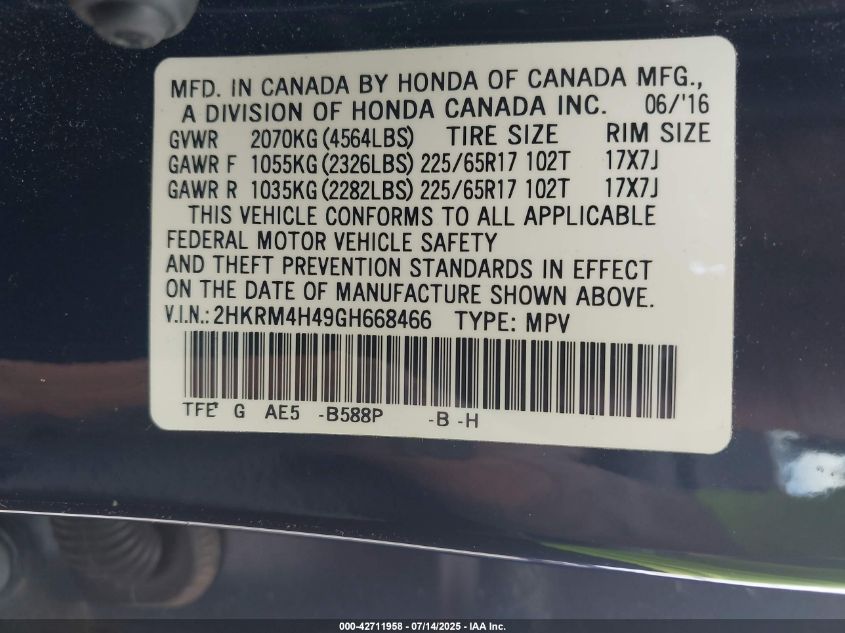 MFD. IN CANADA BY HONDA OF CANADA MFG.,
A DIVISION OF HONDA CANADA INC. 06/'16
GVWR 2070KG(4564LBS) TIRE SIZE RIM SIZE
GAWR F 1055KG(2326LBS) 225/65R17 102T 17X7J
GAWR R 1035KG(2282LBS) 225/65R17 102T 17X7J
THIS VEHICLE CONFORMS TO ALL APPLICABLE
FEDERAL MOTOR VEHICLE SAFETY
AND THEFT PREVENTION STANDARDS IN EFFECT
ON THE DATE OF MANUFACTURE SHOWN ABOVE.
V.I.N.: 2HKRM4H49GH668466 TYPE: MPV
TFE* G AE5 -B588P -B -H
000-42711958 - 07/14/2025 - IAA Inc.